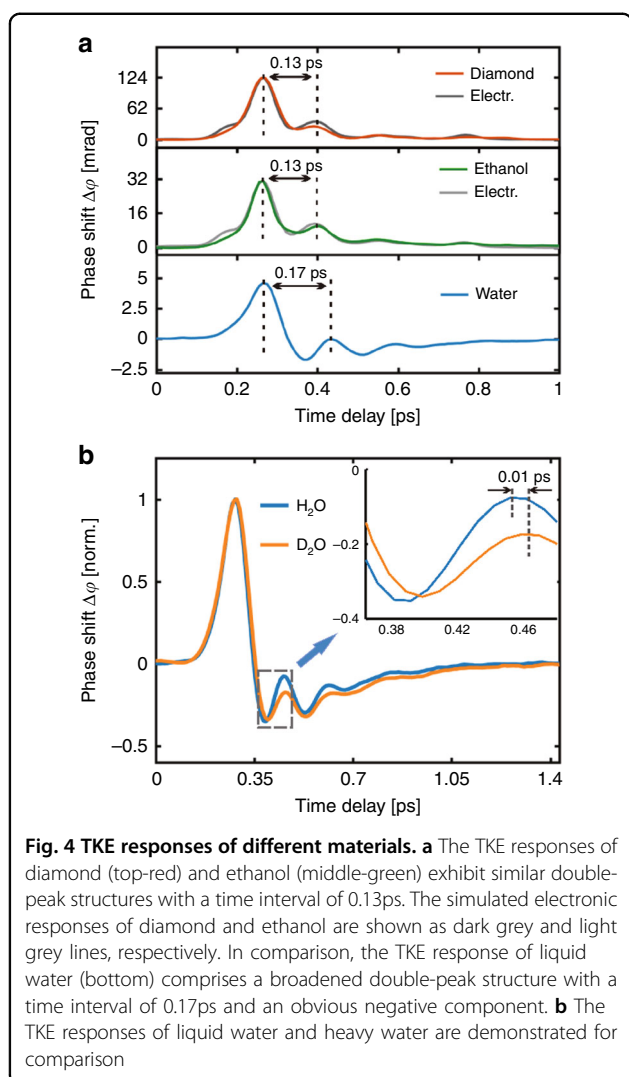 a
0.13 ps
124
62
0
Diamond
Electr.
0.13 ps
32
16
0
Ethanol
Electr.
0.17 ps
5
2.5
0
−2.5
Water
Phase shift Δφ [mrad]
0 0.2 0.4 0.6 0.8 1
Time delay [ps]
b
1
0.5
0
−0.5
H₂O
D₂O
0
−0.2
−0.4
0.01 ps
0.38 0.42 0.46
Phase shift Δφ [norm.]
0 0.35 0.7 1.05 1.4
Time delay [ps]
Fig. 4 TKE responses of different materials. a The TKE responses of
diamond (top-red) and ethanol (middle-green) exhibit similar double-
peak structures with a time interval of 0.13ps. The simulated electronic
responses of diamond and ethanol are shown as dark grey and light
grey lines, respectively. In comparison, the TKE response of liquid
water (bottom) comprises a broadened double-peak structure with a
time interval of 0.17ps and an obvious negative component. b The
TKE responses of liquid water and heavy water are demonstrated for
comparison